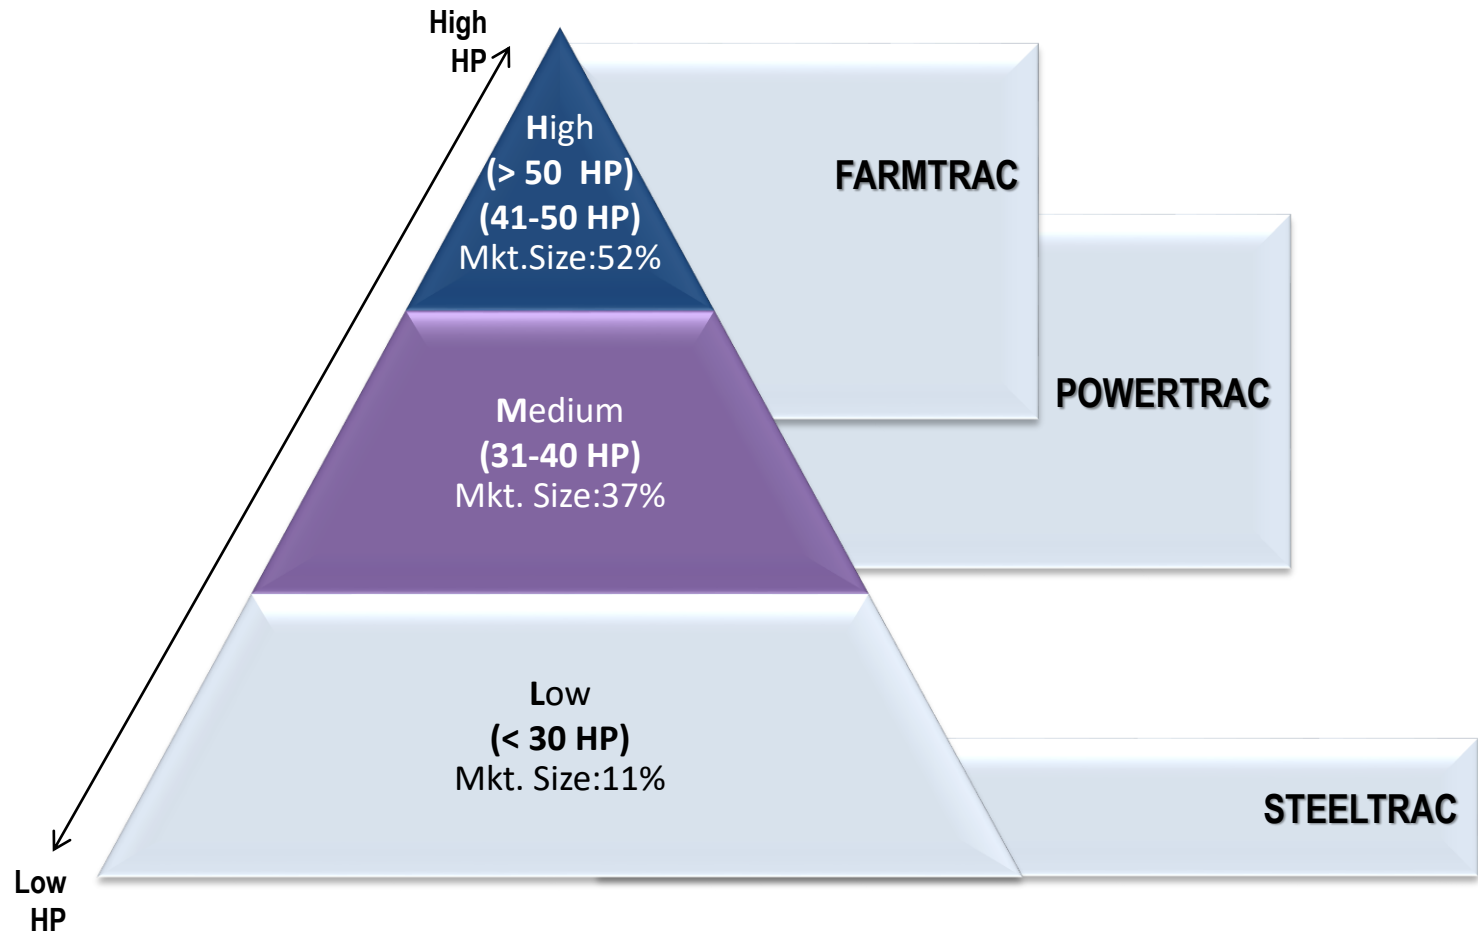 High
HP
High
(> 50  HP)
(41-50 HP)
Mkt.Size:52%
FARMTRAC
POWERTRAC
Medium
(31-40 HP)
Mkt. Size:37%
Low
(< 30 HP)
Mkt. Size:11%
STEELTRAC
Low
HP